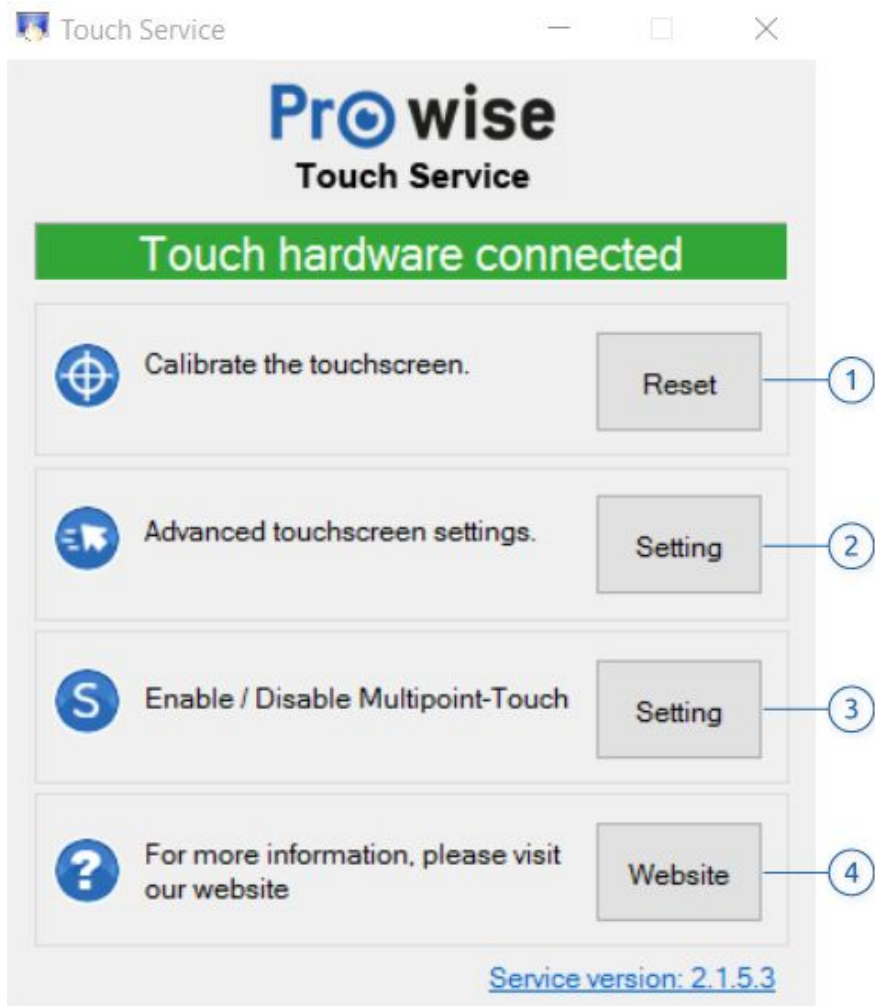 Touch Service
Prowise
Touch Service
Touch hardware connected
Calibrate the touchscreen.
Reset
1
Advanced touchscreen settings.
Setting
2
S
Enable / Disable Multipoint-Touch
Setting
3
?
For more information, please visit
our website
Website
4
Service version: 2.1.5.3